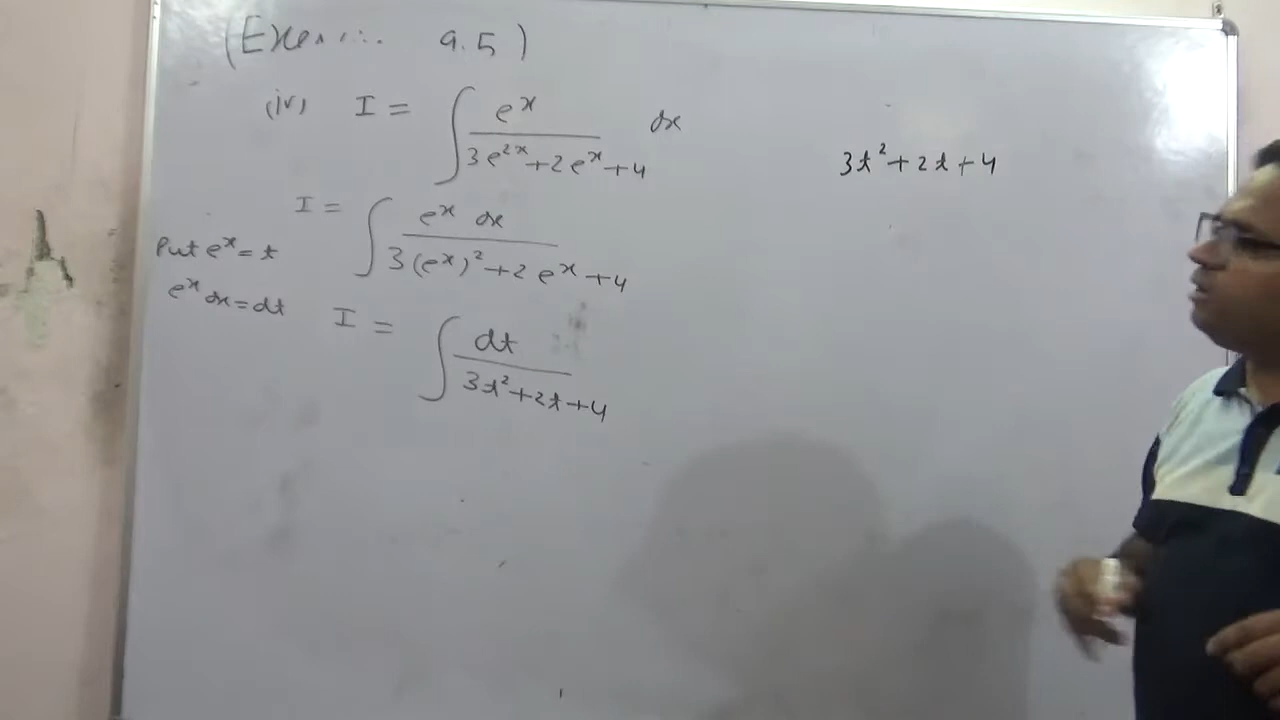 (Exer... 9.5)
(iv) I = ∫ e^x / (3e^2x + 2e^x + 4) dx
3t² + 2t + 4
I = ∫ e^x dx / (3(e^x)² + 2e^x + 4)
Put e^x = t
e^x dx = dt
I = ∫ dt / (3t² + 2t + 4)